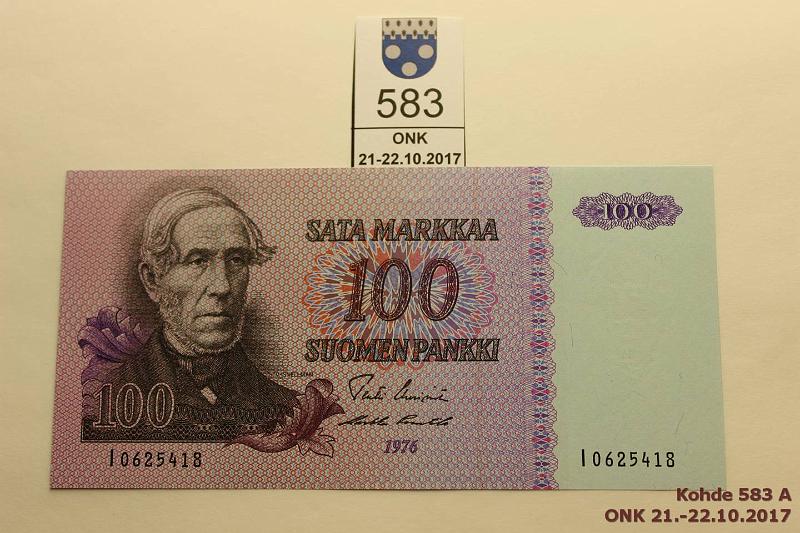 583
ONK
21-22.10.2017
100
SATA MARKKAA
100
SUOMEN PANKKI
100
1976
I0625418
I0625418
Kohde 583 A
ONK 21.-22.10.2017